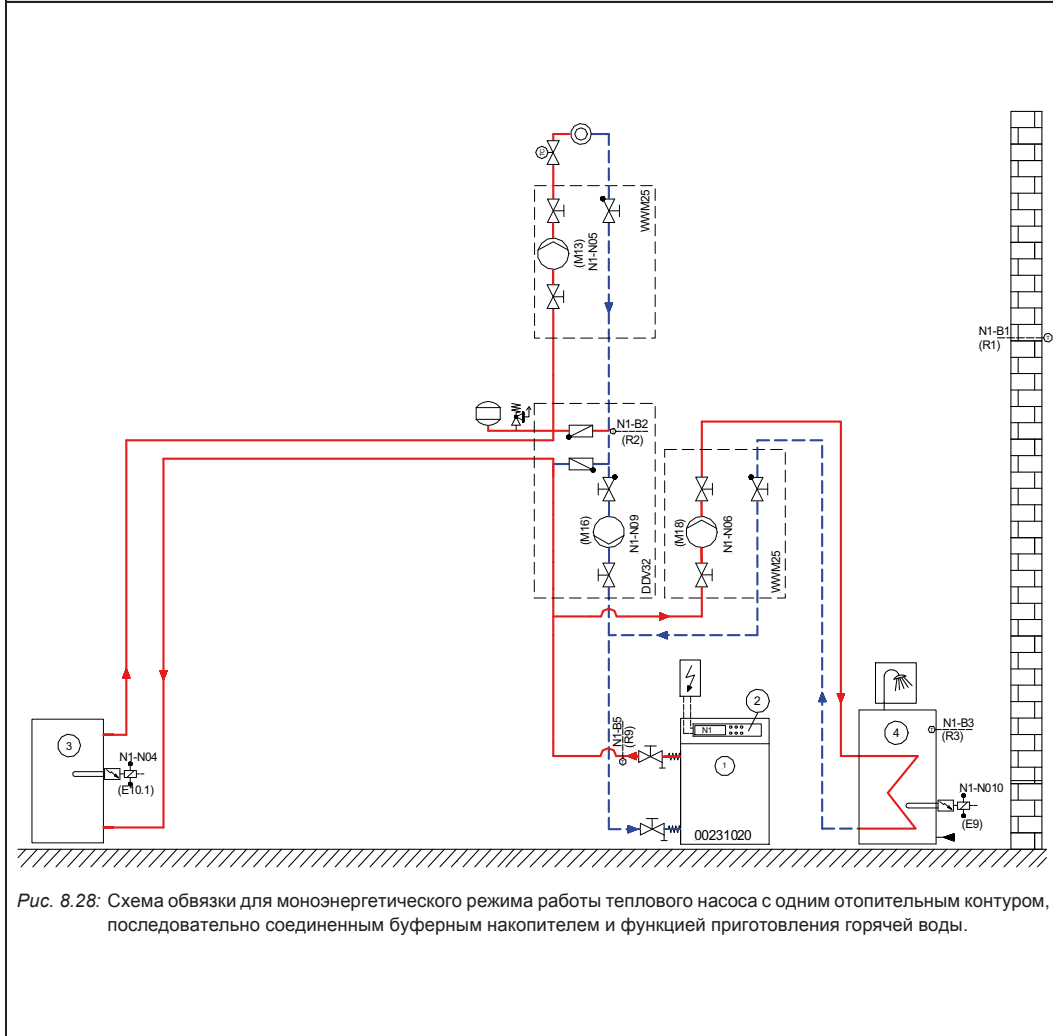 WWM25
(M13)
N1-N05
N1-B1
(R1)
T
TC
N1-B2
(R2)
(M16)
N1-N09
DDV32
(M18)
N1-N06
WWM25
2
N1
N1-B5
(R9)
1
00231020
3
N1-N04
(E10.1)
4
N1-B3
(R3)
N1-N010
(E9)
Рис. 8.28: Схема обвязки для моноэнергетического режима работы теплового насоса с одним отопительным контуром,
последовательно соединенным буферным накопителем и функцией приготовления горячей воды.